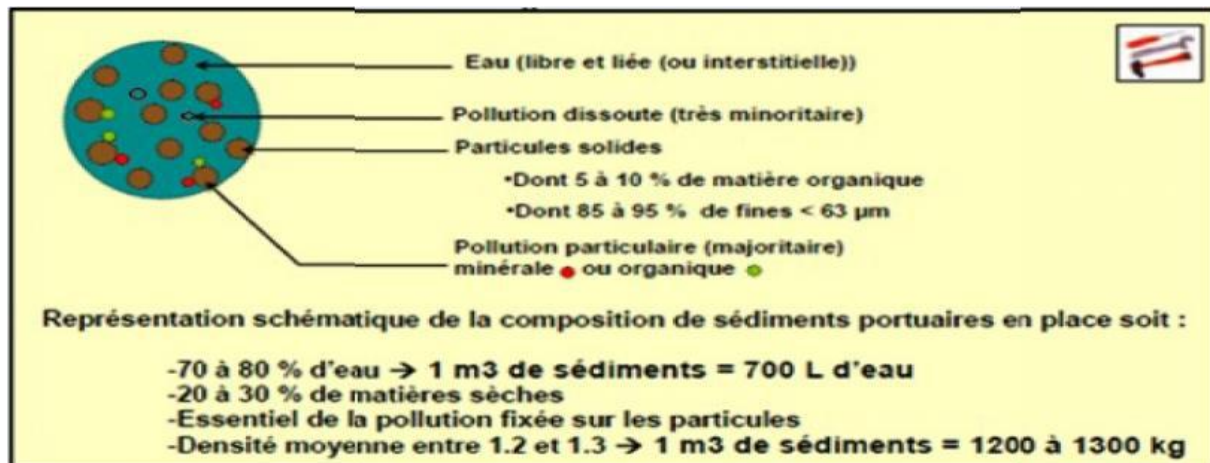 Eau (libre et liée (ou interstitielle))
Pollution dissoute (très minoritaire)
Particules solides
•Dont 5 à 10 % de matière organique
•Dont 85 à 95 % de fines < 63 µm
Pollution particulaire (majoritaire)
minérale ou organique
Représentation schématique de la composition de sédiments portuaires en place soit :
-70 à 80 % d'eau → 1 m3 de sédiments = 700 L d'eau
-20 à 30 % de matières sèches
-Essentiel de la pollution fixée sur les particules
-Densité moyenne entre 1.2 et 1.3 → 1 m3 de sédiments = 1200 à 1300 kg